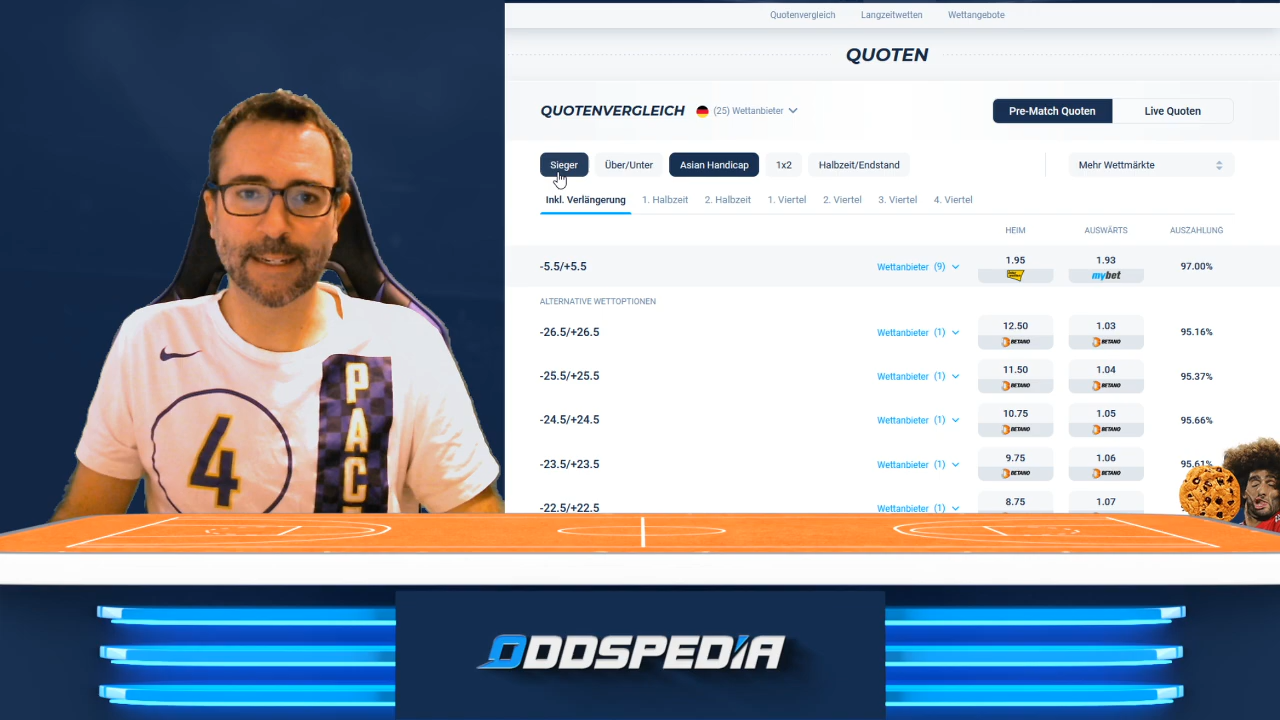 Quotenvergleich Langzeitwetten Wettangebote
QUOTEN
QUOTENVERGLEICH (25) Wettanbieter Pre-Match Quoten Live Quoten
Sieger Über/Unter Asian Handicap 1x2 Halbzeit/Endstand Mehr Wettmärkte
Inkl. Verlängerung 1. Halbzeit 2. Halbzeit 1. Viertel 2. Viertel 3. Viertel 4. Viertel
HEIM AUSWÄRTS AUSZAHLUNG
-5.5/+5.5 Wettanbieter (9) 1.95 1.93 97.00%
mybet
ALTERNATIVE WETTOPTIONEN
-26.5/+26.5 Wettanbieter (1) 12.50 1.03 95.16%
BETANO BETANO
-25.5/+25.5 Wettanbieter (1) 11.50 1.04 95.37%
BETANO BETANO
-24.5/+24.5 Wettanbieter (1) 10.75 1.05 95.66%
BETANO BETANO
-23.5/+23.5 Wettanbieter (1) 9.75 1.06 95.61%
BETANO BETANO
-22.5/+22.5 Wettanbieter (1) 8.75 1.07
4
PAC
ODDSPEDIA